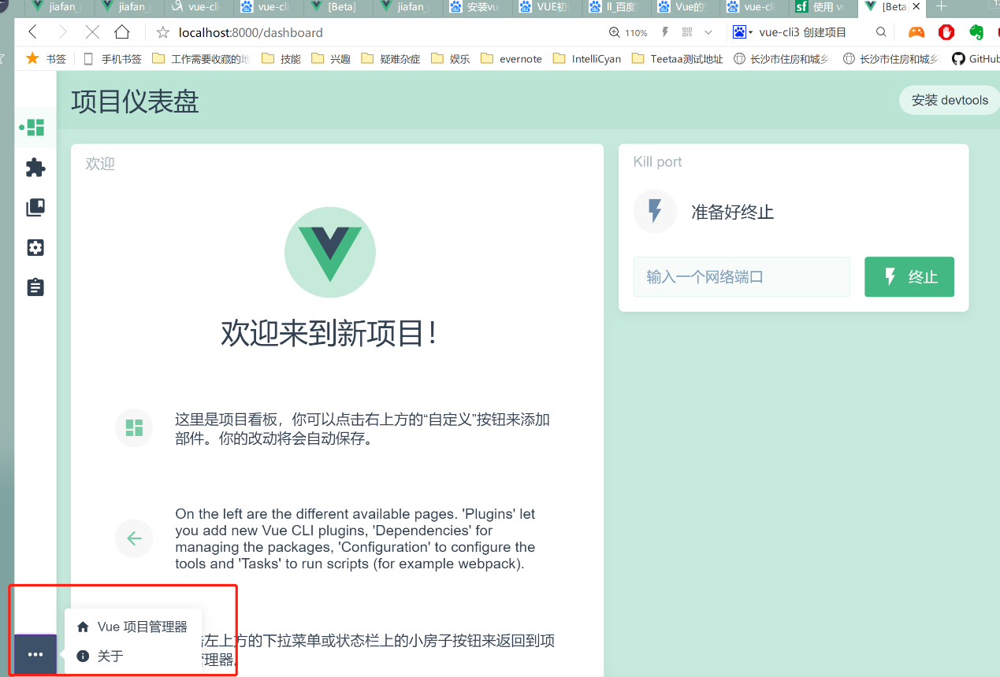 jiafan_
jiafan_
vue-cli
vue-cli
[Beta]
jiafan_
安装vu
VUE初
ll_百度
Vue的
vue-cli
sf 使用 vu
[Beta
localhost:8000/dashboard
110%
vue-cli3 创建项目
书签
手机书签
工作需要收藏的地
技能
兴趣
疑难杂症
娱乐
evernote
IntelliCyan
Teetaa测试地址
长沙市住房和城乡
长沙市住房和城乡
GitHub
项目仪表盘
安装 devtools
欢迎
欢迎来到新项目！
这里是项目看板，你可以点击右上方的“自定义”按钮来添加
部件。你的改动将会自动保存。
On the left are the different available pages. 'Plugins' let
you add new Vue CLI plugins, 'Dependencies' for
managing the packages, 'Configuration' to configure the
tools and 'Tasks' to run scripts (for example webpack).
左上方的下拉菜单或状态栏上的小房子按钮来返回到项
管理器。
Kill port
准备好终止
输入一个网络端口
终止
Vue 项目管理器
关于